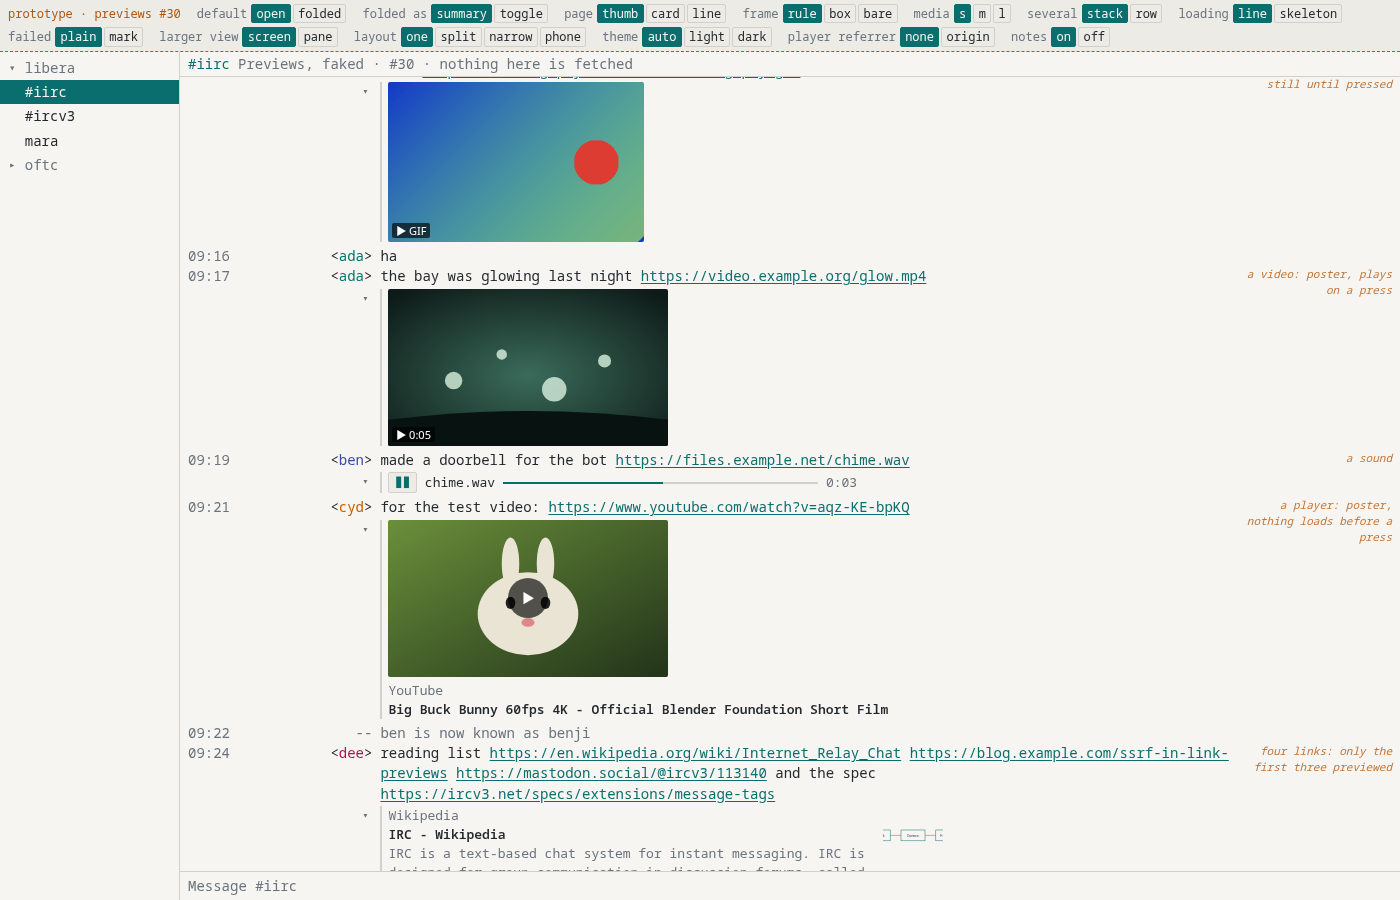 prototype · previews #30 default open folded folded as summary toggle page thumb card line frame rule box bare media s m l several stack row loading line skeleton
failed plain mark larger view screen pane layout one split narrow phone theme auto light dark player referrer none origin notes on off
▾ libera
#iirc
#ircv3
mara
▸ oftc
#iirc Previews, faked · #30 · nothing here is fetched
still until pressed
GIF
09:16 <ada> ha
09:17 <ada> the bay was glowing last night https://video.example.org/glow.mp4
a video: poster, plays
on a press
0:05
09:19 <ben> made a doorbell for the bot https://files.example.net/chime.wav
a sound
chime.wav 0:03
09:21 <cyd> for the test video: https://www.youtube.com/watch?v=aqz-KE-bpKQ
a player: poster,
nothing loads before a
press
YouTube
Big Buck Bunny 60fps 4K - Official Blender Foundation Short Film
09:22 -- ben is now known as benji
09:24 <dee> reading list https://en.wikipedia.org/wiki/Internet_Relay_Chat https://blog.example.com/ssrf-in-link-
previews https://mastodon.social/@ircv3/113140 and the spec
https://ircv3.net/specs/extensions/message-tags
four links: only the
first three previewed
Wikipedia
IRC - Wikipedia
IRC is a text-based chat system for instant messaging. IRC is
designed for group communication in discussion forums, called
Message #iirc